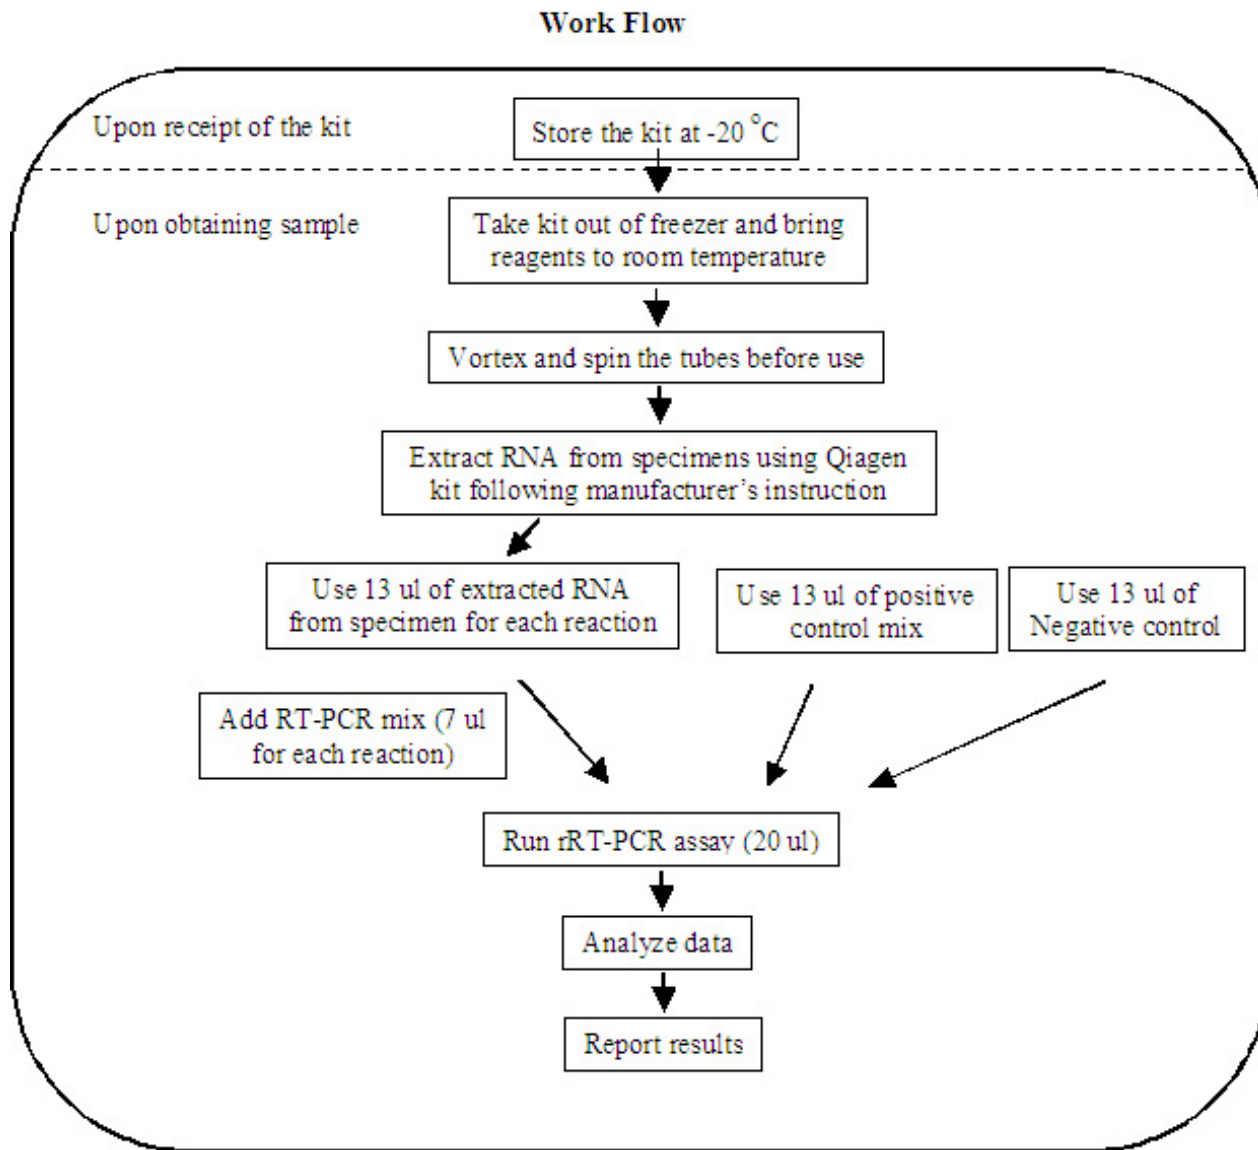 Work Flow
Upon receipt of the kit
Store the kit at -20 °C
Upon obtaining sample
Take kit out of freezer and bring
reagents to room temperature
Vortex and spin the tubes before use
Extract RNA from specimens using Qiagen
kit following manufacturer’s instruction
Use 13 ul of extracted RNA
from specimen for each reaction
Use 13 ul of positive
control mix
Use 13 ul of
Negative control
Add RT-PCR mix (7 ul
for each reaction)
Run rRT-PCR assay (20 ul)
Analyze data
Report results